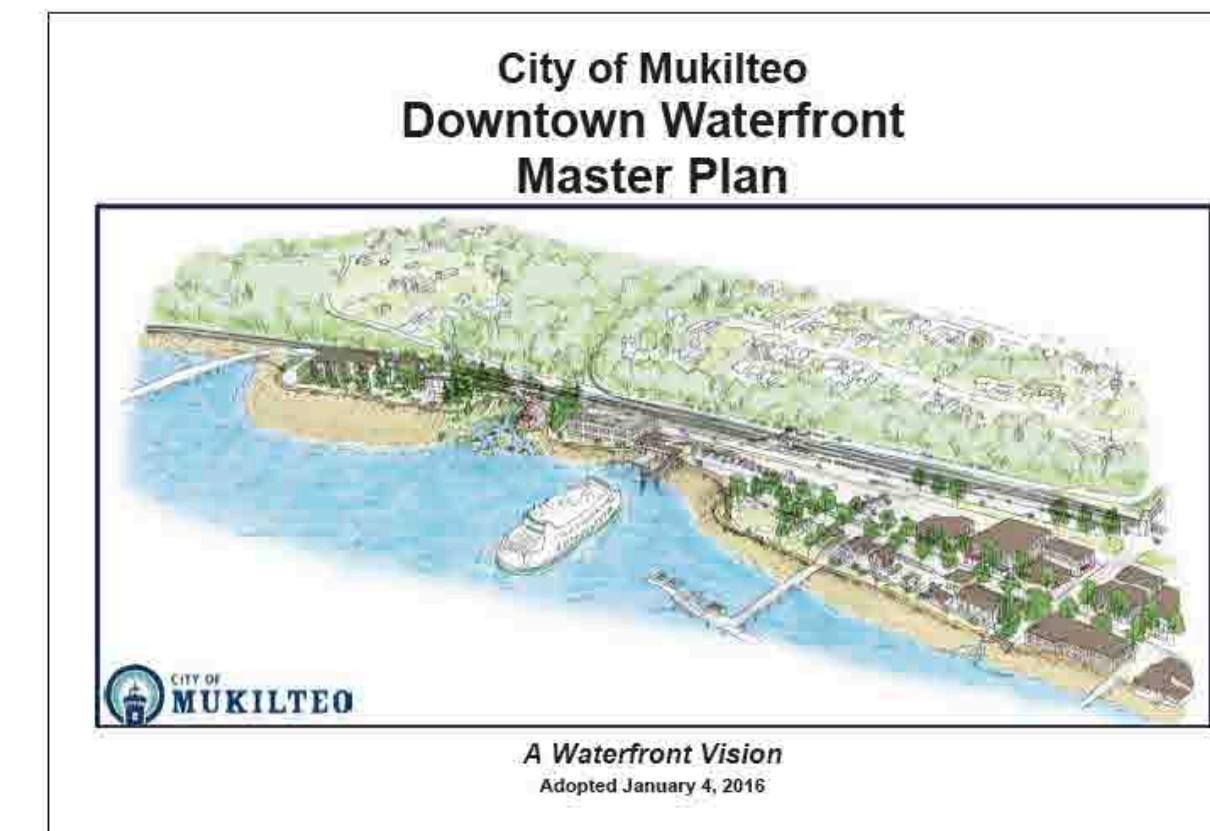 City of Mukilteo
Downtown Waterfront
Master Plan
CITY OF
MUKILTEO
A Waterfront Vision
Adopted January 4, 2016